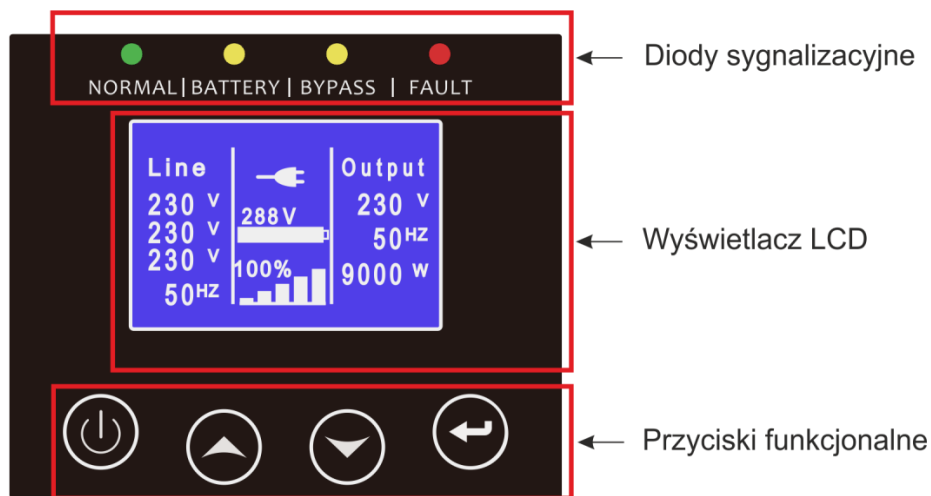 Diody sygnalizacyjne
NORMAL | BATTERY | BYPASS | FAULT
Line
230 V
230 V
230 V
50HZ
288V
100%
Output
230 V
50HZ
9000 W
Wyświetlacz LCD
Przyciski funkcjonalne